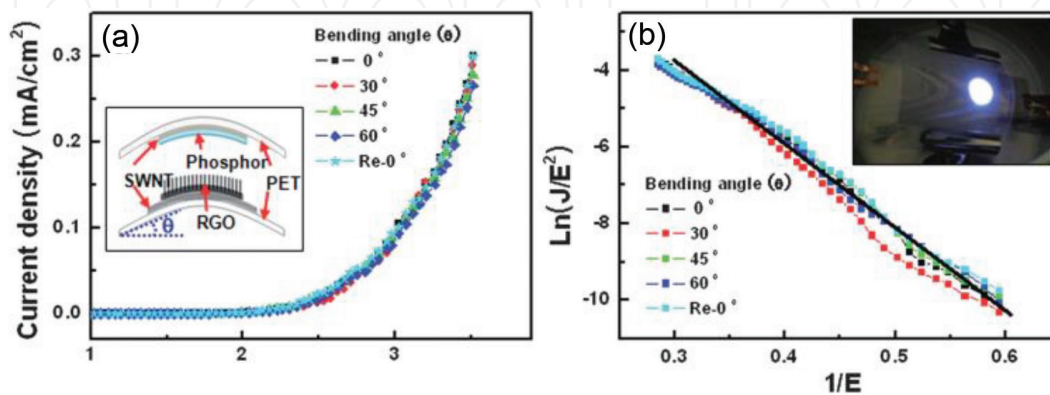 (a)
Current density (mA/cm²)
0.3
0.2
0.1
0.0
1 2 3
Bending angle (θ)
0°
30°
45°
60°
Re-0°
Phosphor
SWNT
PET
RGO
θ
(b)
Ln(J/E²)
-4
-6
-8
-10
0.3 0.4 0.5 0.6
1/E
Bending angle (θ)
0°
30°
45°
60°
Re-0°